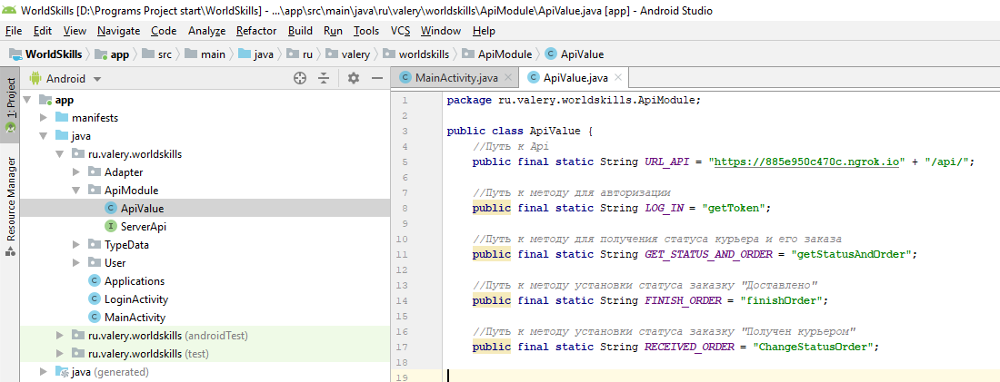 WorldSkills [D:\Programs Project start\WorldSkills] - ...\app\src\main\java\ru\valery\worldskills\ApiModule\ApiValue.java [app] - Android Studio
File Edit View Navigate Code Analyze Refactor Build Run Tools VCS Window Help
WorldSkills app src main java ru valery worldskills ApiModule ApiValue
1: Project
Resource Manager
Android
app
manifests
java
ru.valery.worldskills
Adapter
ApiModule
ApiValue
ServerApi
TypeData
User
Applications
LoginActivity
MainActivity
ru.valery.worldskills (androidTest)
ru.valery.worldskills (test)
java (generated)
MainActivity.java ApiValue.java
1 package ru.valery.worldskills.ApiModule;
2
3 public class ApiValue {
4 //Путь к Api
5 public final static String URL_API = "https://885e950c470c.ngrok.io" + "/api/";
6
7 //Путь к методу для авторизации
8 public final static String LOG_IN = "getToken";
9
10 //Путь к методу для получения статуса курьера и его заказа
11 public final static String GET_STATUS_AND_ORDER = "getStatusAndOrder";
12
13 //Путь к методу установки статуса заказку "Доставлено"
14 public final static String FINISH_ORDER = "finishOrder";
15
16 //Путь к методу установки статуса заказку "Получен курьером"
17 public final static String RECEIVED_ORDER = "ChangeStatusOrder";
18
19